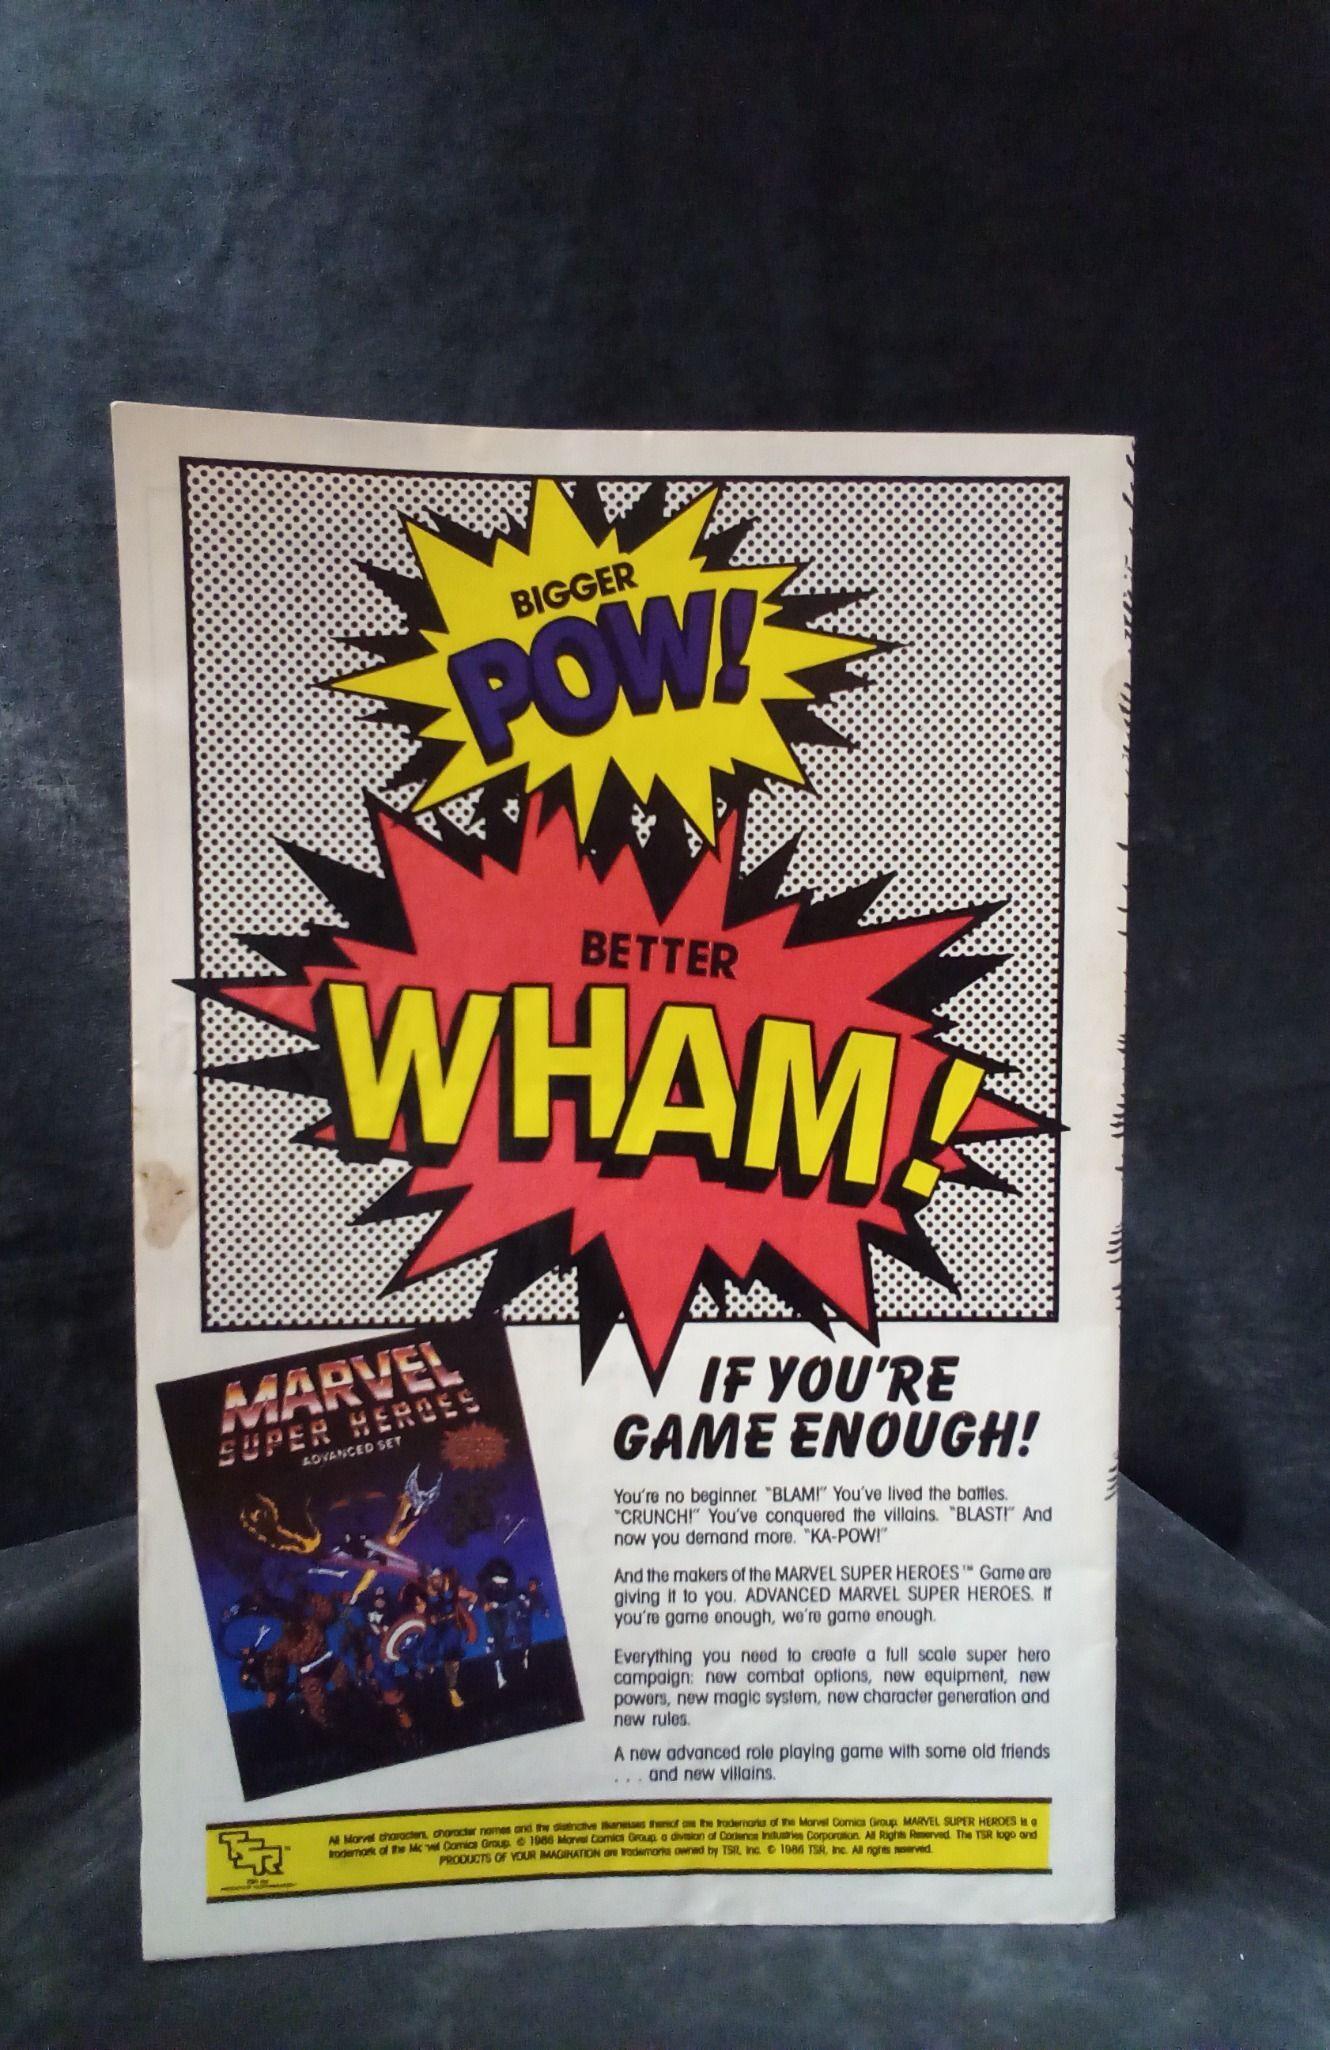 BIGGER
POW!
BETTER
WHAM!
MARVEL
SUPER HEROES
ADVANCED SET
IF YOU'RE
GAME ENOUGH!
You're no beginner. "BLAM!" You've lived the battles.
"CRUNCH!" You've conquered the villains. "BLAST!" And
now you demand more. "KA-POW!"
And the makers of the MARVEL SUPER HEROES™ Game are
giving it to you. ADVANCED MARVEL SUPER HEROES. If
you're game enough, we're game enough.
Everything you need to create a full scale super hero
campaign: new combat options, new equipment, new
powers, new magic system, new character generation and
new rules.
A new advanced role playing game with some old friends
. . . and new villains.
TSR™
All Marvel characters, character names and the distinctive likenesses thereof are the trademarks of the Marvel Comics Group. MARVEL SUPER HEROES is a
trademark of the Marvel Comics Group. © 1986 Marvel Comics Group, a division of Cadence Industries Corporation. All Rights Reserved. The TSR logo and
PRODUCTS OF YOUR IMAGINATION are trademarks owned by TSR, Inc. © 1986 TSR, Inc. All rights reserved.